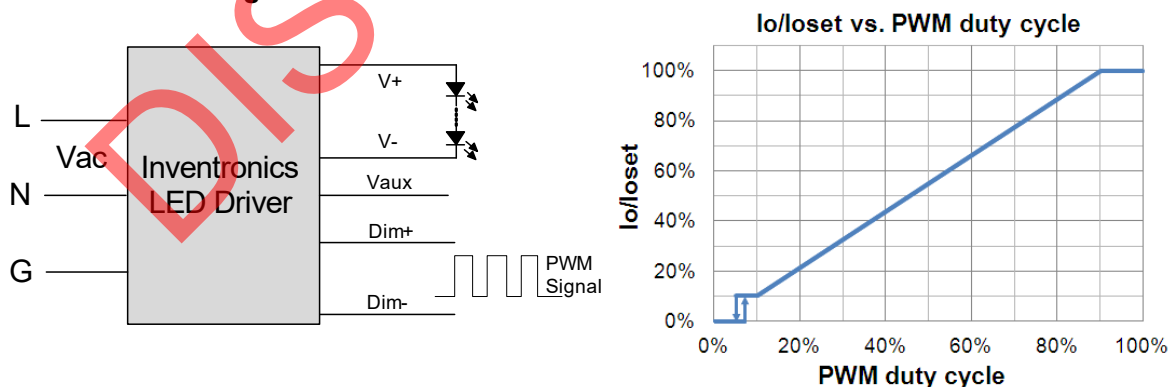 L
Vac
N
G
Inventronics
LED Driver
V+
V-
Vaux
Dim+
PWM
Signal
Dim-
DIS
Io/Ioset vs. PWM duty cycle
Io/Ioset
100%
80%
60%
40%
20%
0%
0% 20% 40% 60% 80% 100%
PWM duty cycle